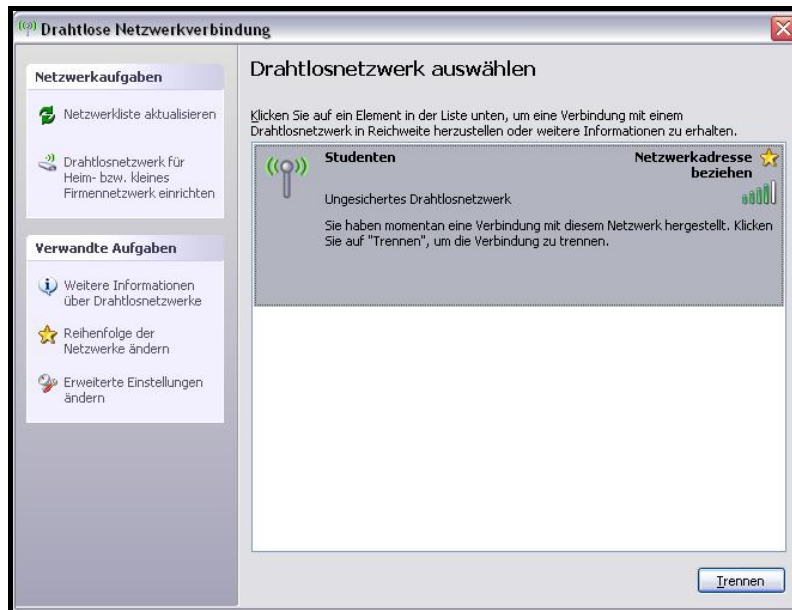 Drahtlose Netzwerkverbindung
Netzwerkaufgaben
Netzwerkliste aktualisieren
Drahtlosnetzwerk für
Heim- bzw. kleines
Firmennetzwerk einrichten
Verwandte Aufgaben
Weitere Informationen
über Drahtlosnetzwerke
Reihenfolge der
Netzwerke ändern
Erweiterte Einstellungen
ändern
Drahtlosnetzwerk auswählen
Klicken Sie auf ein Element in der Liste unten, um eine Verbindung mit einem
Drahtlosnetzwerk in Reichweite herzustellen oder weitere Informationen zu erhalten.
Studenten
Netzwerkadresse
beziehen
Ungesichertes Drahtlosnetzwerk
Sie haben momentan eine Verbindung mit diesem Netzwerk hergestellt. Klicken
Sie auf "Trennen", um die Verbindung zu trennen.
Trennen